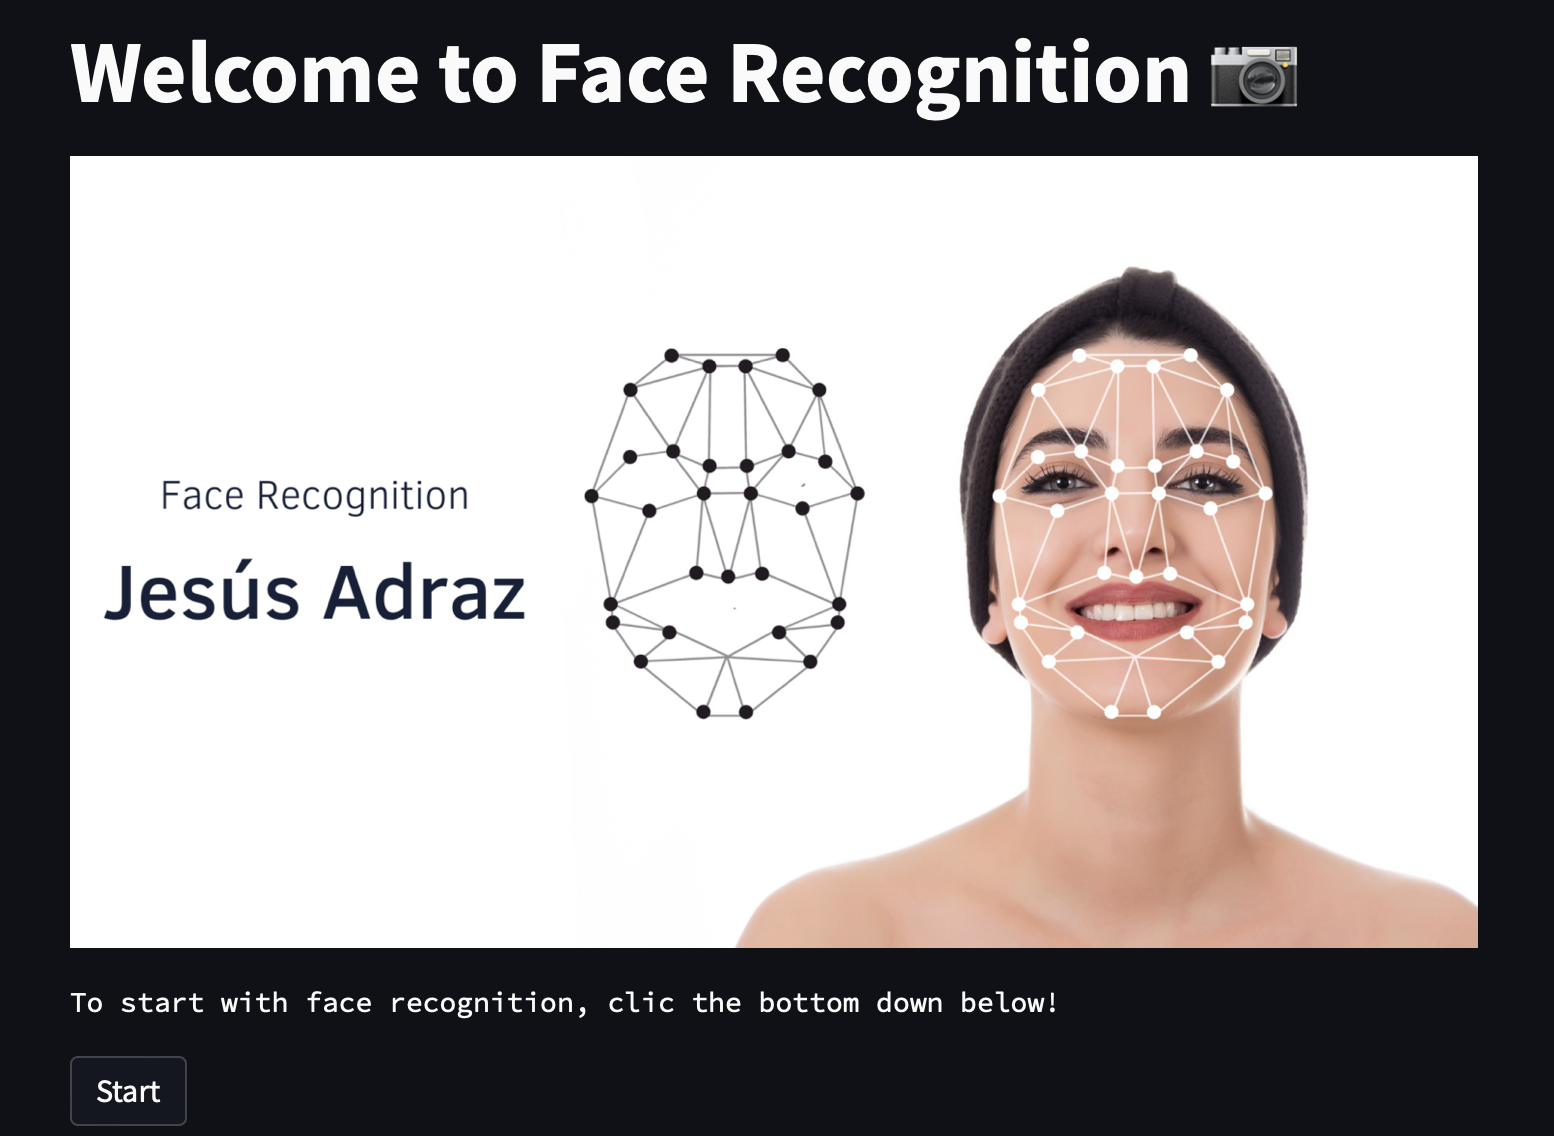 Welcome to Face Recognition 📷
Face Recognition
Jesús Adraz
To start with face recognition, clic the bottom down below!
Start